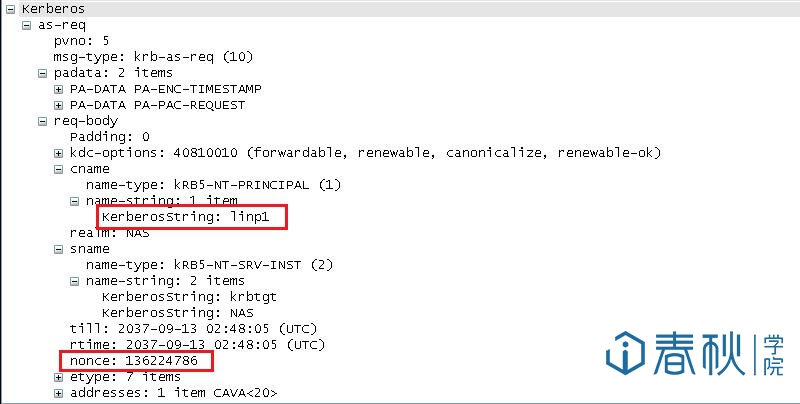 Kerberos
as-req
pvno: 5
msg-type: krb-as-req (10)
padata: 2 items
PA-DATA PA-ENC-TIMESTAMP
PA-DATA PA-PAC-REQUEST
req-body
Padding: 0
kdc-options: 40810010 (forwardable, renewable, canonicalize, renewable-ok)
cname
name-type: kRB5-NT-PRINCIPAL (1)
name-string: 1 item
KerberosString: linp1
realm: NAS
sname
name-type: kRB5-NT-SRV-INST (2)
name-string: 2 items
KerberosString: krbtgt
KerberosString: NAS
till: 2037-09-13 02:48:05 (UTC)
rtime: 2037-09-13 02:48:05 (UTC)
nonce: 136224786
etype: 7 items
addresses: 1 item CAVA<20>
春秋学院